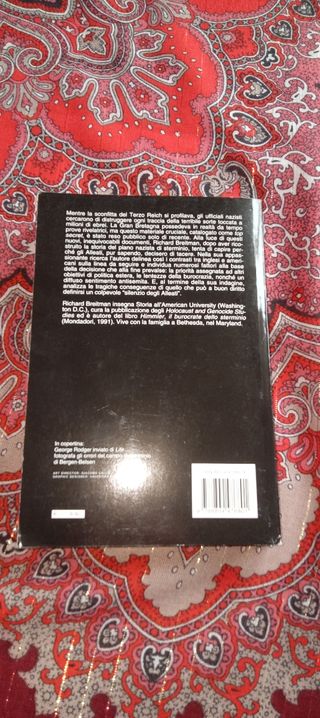 Mentre la sconfitta del Terzo Reich si profilava, gli ufficiali nazisti
cercarono di distruggere ogni traccia della terribile sorte toccata a
milioni di ebrei. La Gran Bretagna possedeva in realtà da tempo
prove rivelatrici, ma questo materiale cruciale, catalogato come top
secret, è stato reso pubblico solo di recente. Alla luce di questi
nuovi, inequivocabili documenti, Richard Breitman, dopo aver rico-
struito la storia del piano nazista di sterminio, tenta di capire per-
ché gli Alleati, pur sapendo, decisero di tacere. Nella sua appas-
sionante ricerca l'autore delinea così i contrasti tra inglesi e ameri-
cani sulla linea da seguire e individua i numerosi fattori alla base
della decisione che alla fine prevalse: la priorità assegnata ad altri
obiettivi di politica estera, le lentezze della burocrazia, nonché un
diffuso sentimento antisemita. E, al termine della sua indagine,
analizza le tragiche conseguenze di quello che può a buon diritto
definirsi un colpevole "silenzio degli Alleati".
Richard Breitman insegna Storia all'American University (Washing-
ton D.C.), cura la pubblicazione degli Holocaust and Genocide Stu-
dies ed è autore del libro Himmler, il burocrate dello sterminio
(Mondadori, 1991). Vive con la famiglia a Bethesda, nel Maryland.
In copertina:
George Rodger inviato di Life
fotografa gli orrori del campo di sterminio
di Bergen-Belsen
ART DIRECTOR: GIACOMO
GRAPHIC DESIGNER: